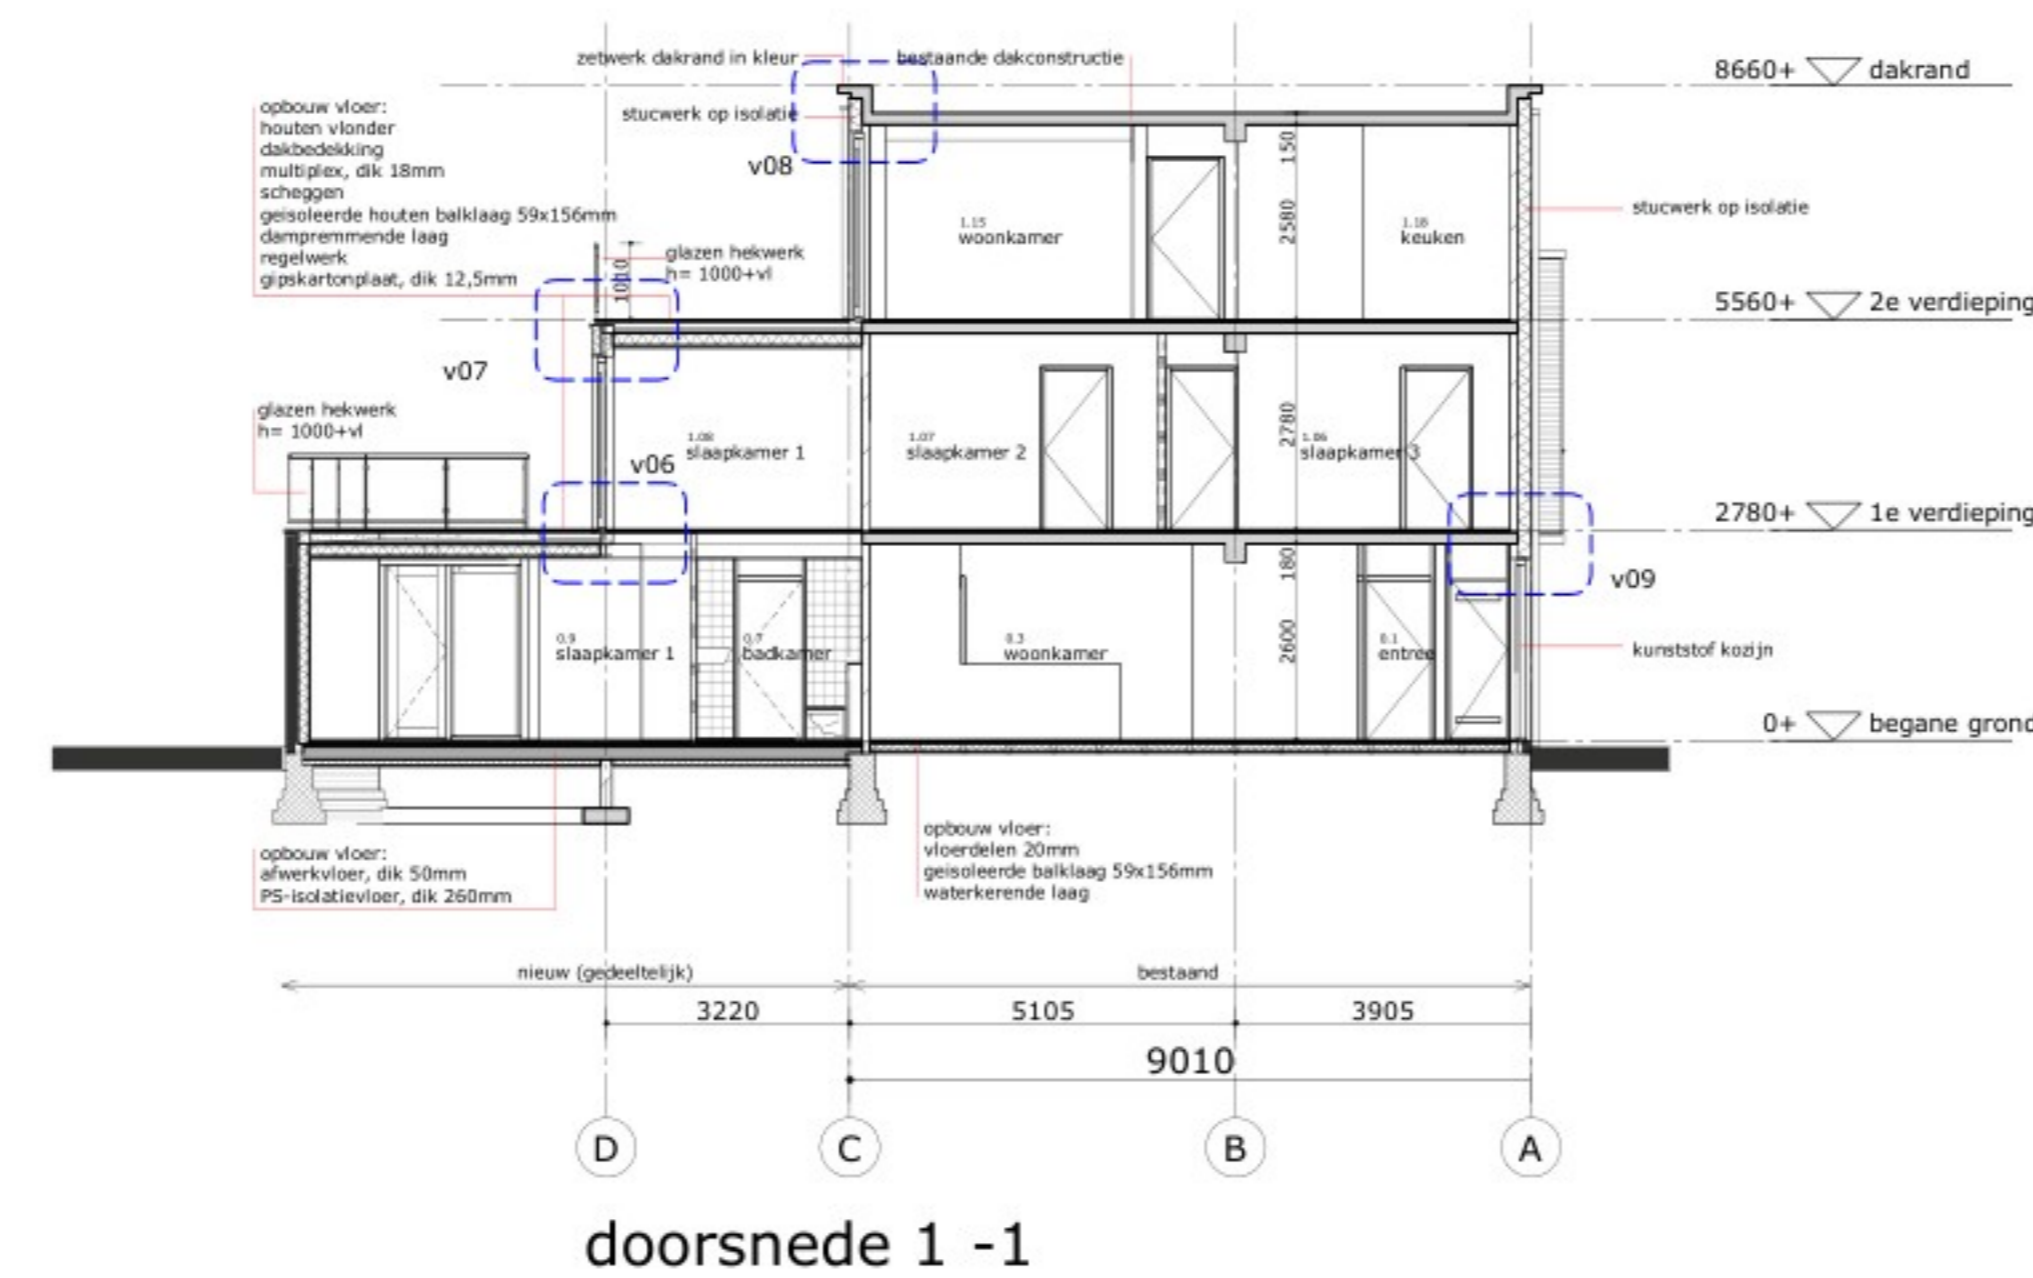 zetwerk dakrand in kleur
bestaande dakconstructie
8660+ dakrand
opbouw vloer:
houten vlonder
dakbedekking
multiplex, dik 18mm
scheggen
geisoleerde houten balklaag 59x156mm
dampremmende laag
regelwerk
gipskartonplaat, dik 12,5mm
stucwerk op isolatie
v08
150
2580
1.15
woonkamer
1.18
keuken
stucwerk op isolatie
glazen hekwerk
h= 1000+vl
1010
5560+ 2e verdieping
v07
glazen hekwerk
h= 1000+vl
v06
1.08
slaapkamer 1
1.07
slaapkamer 2
2780
1.06
slaapkamer 3
2780+ 1e verdieping
v09
180
2600
0.9
slaapkamer 1
0.7
badkamer
0.3
woonkamer
0.1
entree
kunststof kozijn
0+ begane grond
opbouw vloer:
afwerkvloer, dik 50mm
PS-isolatievloer, dik 260mm
opbouw vloer:
vloerdelen 20mm
geisoleerde balklaag 59x156mm
waterkerende laag
nieuw (gedeeltelijk)
bestaand
3220
5105
3905
9010
D
C
B
A
doorsnede 1 -1